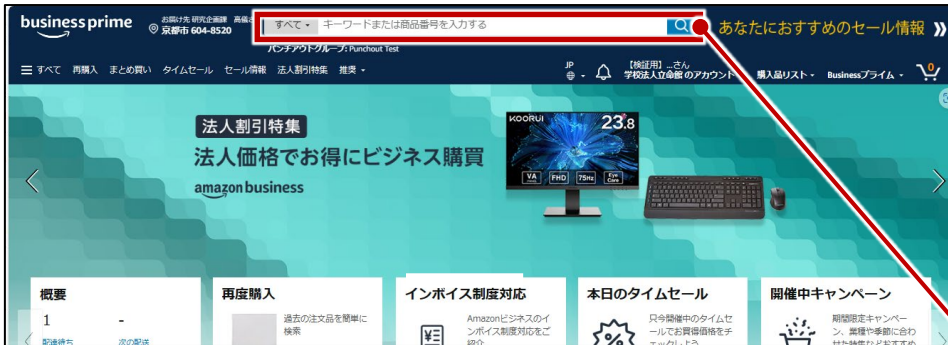 business prime
お届け先 研究企画課
京都市 604-8520
すべて
キーワードまたは商品番号を入力する
あなたにおすすめのセール情報 》
パンチアウトグループ: Punchout Test
すべて 再購入 まとめ買い タイムセール セール情報 法人割引特集 推奨
JP
【検証用】...さん
学校法人立命館 のアカウント
購入品リスト
Businessプライム
0
法人割引特集
法人価格でお得にビジネス購買
amazon business
KOORUI
23.8
VA
FHD
75Hz
Eye Care
概要
1
-
配達待ち
次の配送
再度購入
過去の注文品を簡単に
検索
インボイス制度対応
Amazonビジネスのイ
ンボイス制度対応をご
紹介
本日のタイムセール
只今開催中のタイムセ
ールでお買得価格をチ
ェックしよう
開催中キャンペーン
期間限定キャンペー
ン、業種や季節に合わ
せた特集などおすすめ